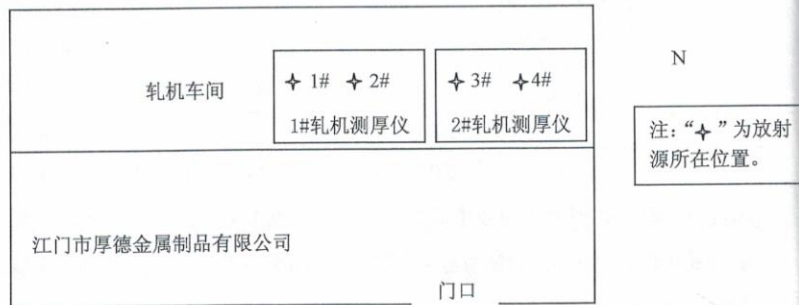 轧机车间
✧ 1# ✧ 2#
1#轧机测厚仪
✧ 3# ✧4#
2#轧机测厚仪
N
注：“✧”为放射
源所在位置。
江门市厚德金属制品有限公司
门口